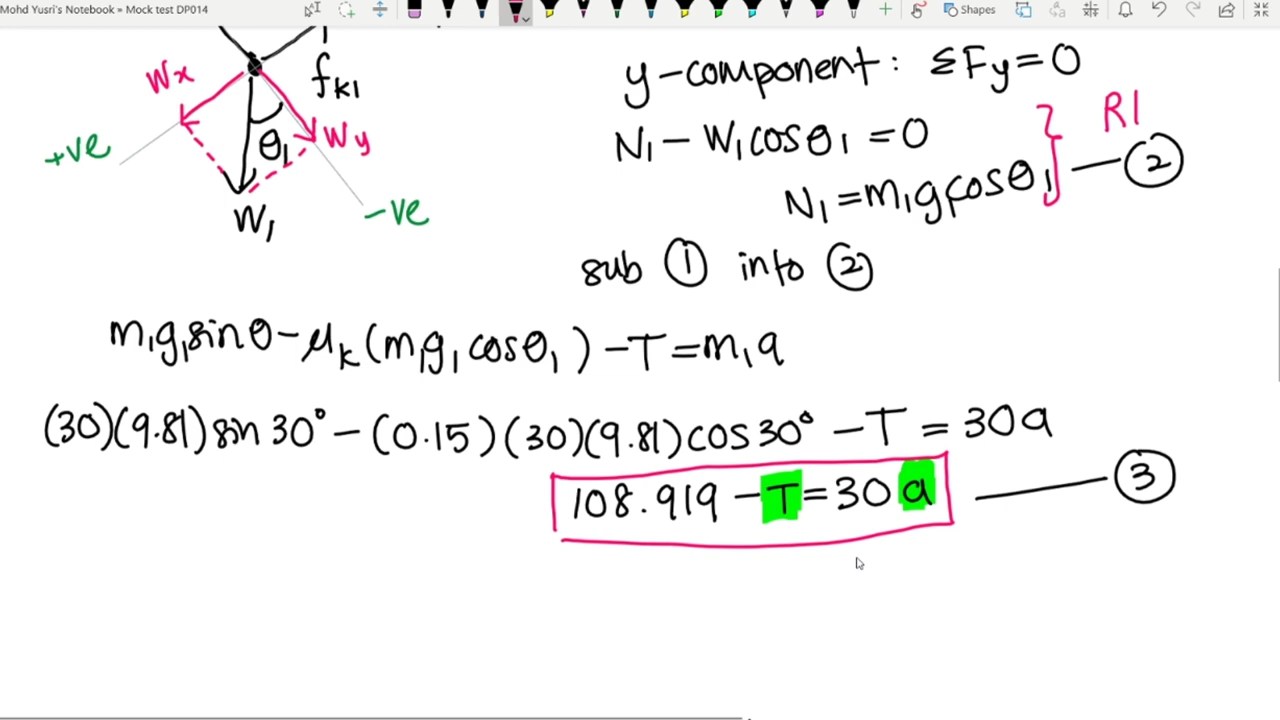 Mohd Yusri's Notebook » Mock test DP014
Shapes
Wx
fk1
+ve
θ1
Wy
W1
-ve
y-component: ΣFy=0
N1 - W1cosθ1 = 0
N1 = m1gcosθ1
R1
2
sub ① into ②
m1g1sinθ - μk(m1g1cosθ1) - T = m1a
(30)(9.81)sin30° - (0.15)(30)(9.81)cos30° - T = 30a
108.919 - T = 30a
3